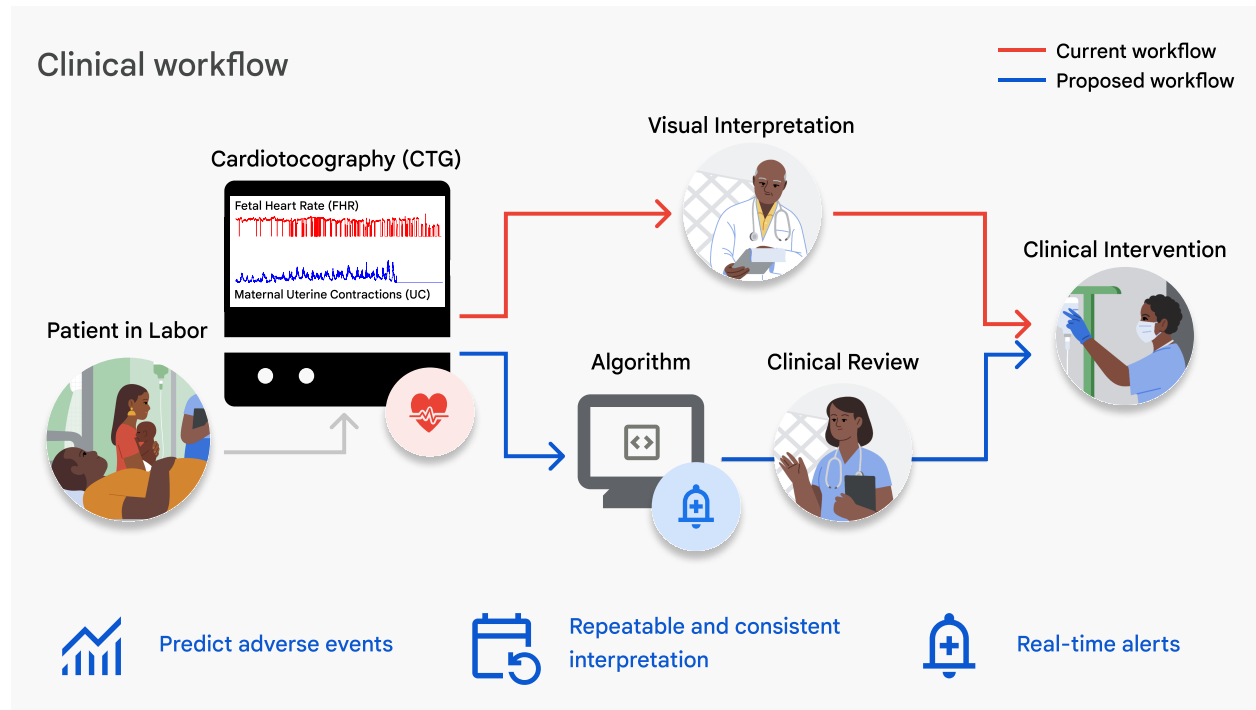 Clinical workflow
Current workflow
Proposed workflow
Visual Interpretation
Cardiotocography (CTG)
Fetal Heart Rate (FHR)
Maternal Uterine Contractions (UC)
Clinical Intervention
Patient in Labor
Algorithm
Clinical Review
Predict adverse events
Repeatable and consistent
interpretation
Real-time alerts